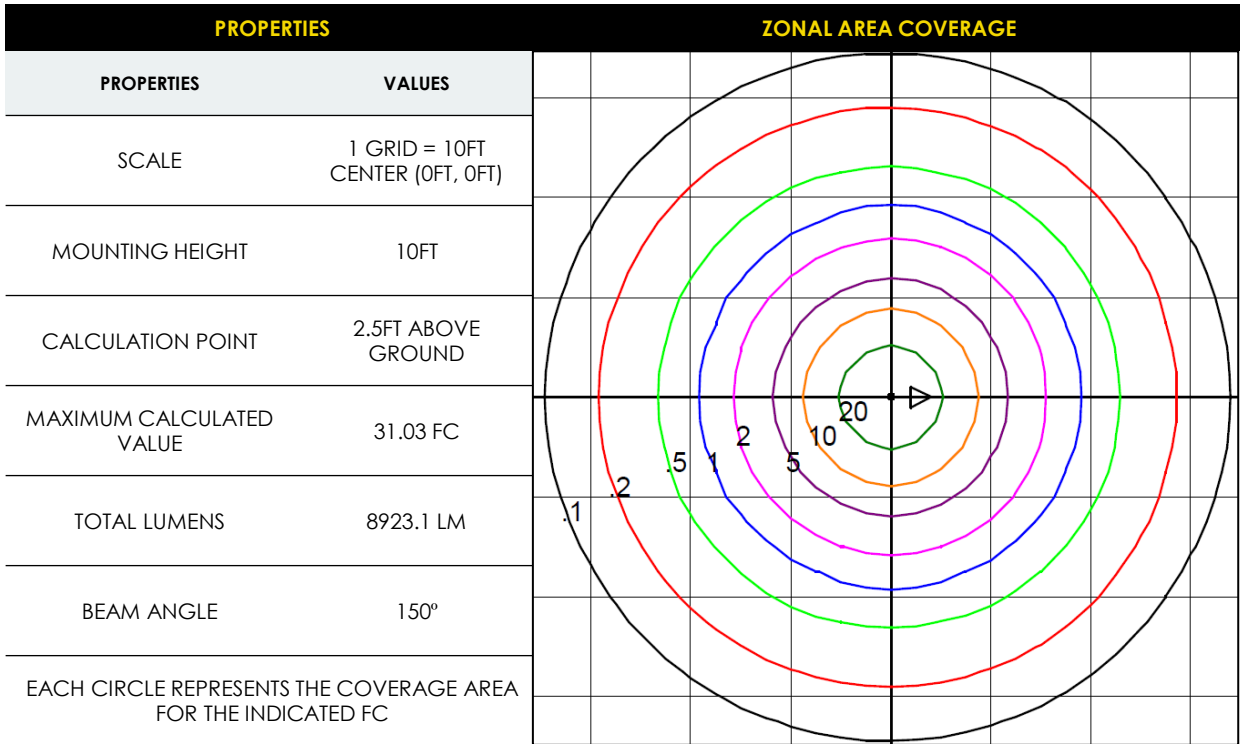 PROPERTIES
ZONAL AREA COVERAGE
PROPERTIES
VALUES
SCALE
1 GRID = 10FT
CENTER (0FT, 0FT)
MOUNTING HEIGHT
10FT
CALCULATION POINT
2.5FT ABOVE
GROUND
MAXIMUM CALCULATED
VALUE
31.03 FC
TOTAL LUMENS
8923.1 LM
BEAM ANGLE
150º
EACH CIRCLE REPRESENTS THE COVERAGE AREA
FOR THE INDICATED FC
20
10
2
5
1
.5
.2
.1